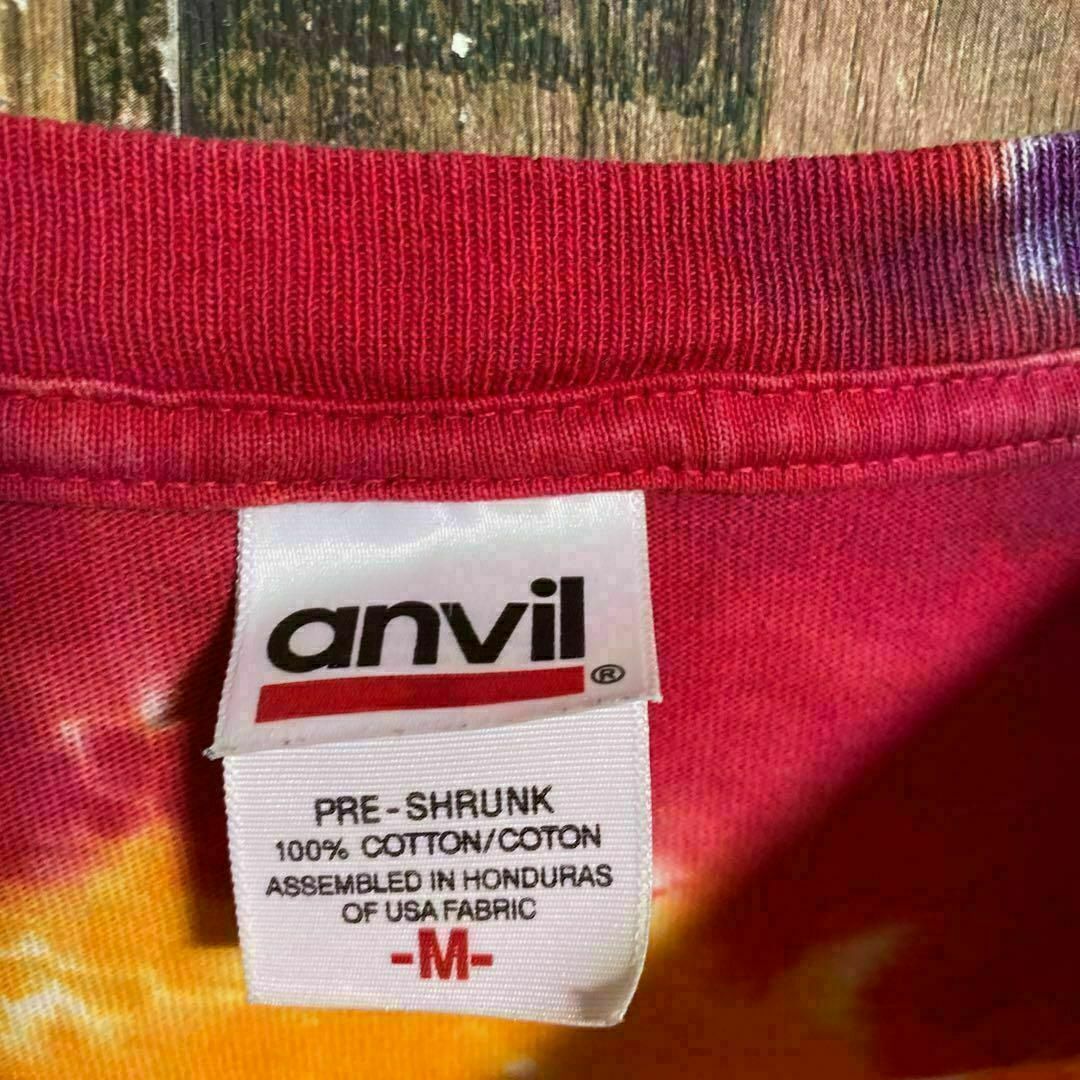 anvil®
PRE-SHRUNK
100% COTTON/COTON
ASSEMBLED IN HONDURAS
OF USA FABRIC
-M-